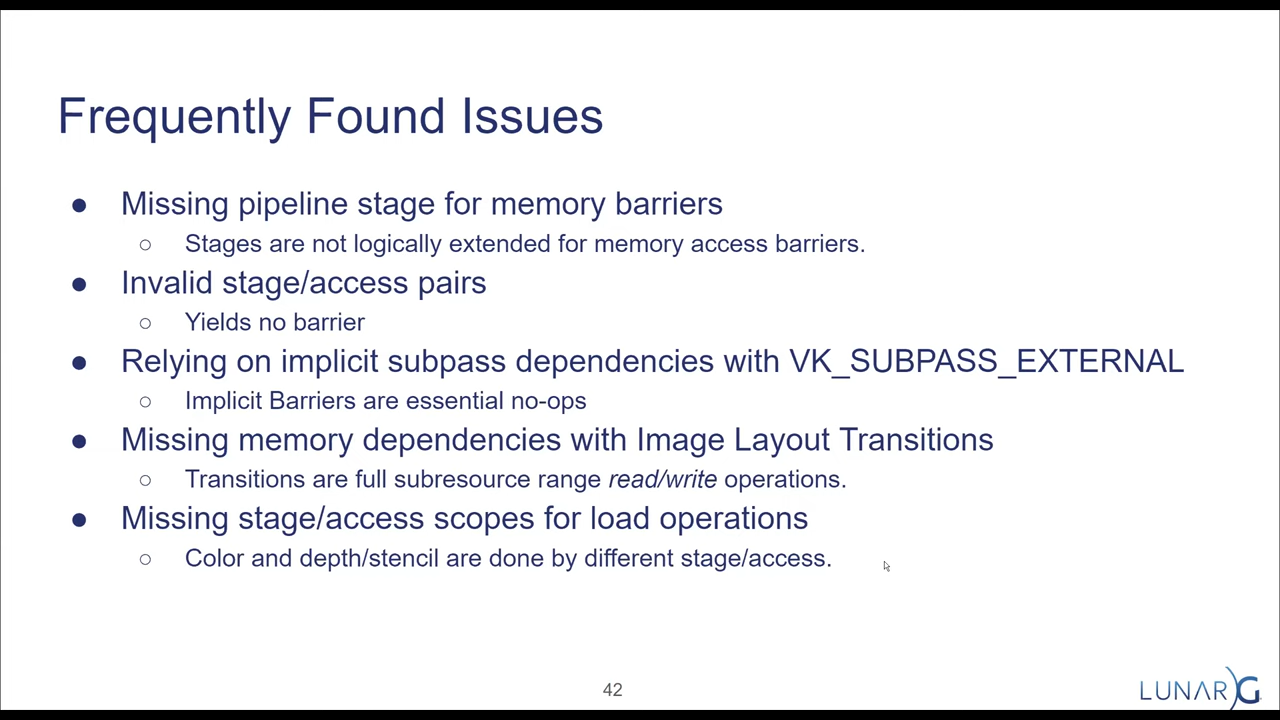 Frequently Found Issues
● Missing pipeline stage for memory barriers
○ Stages are not logically extended for memory access barriers.
● Invalid stage/access pairs
○ Yields no barrier
● Relying on implicit subpass dependencies with VK_SUBPASS_EXTERNAL
○ Implicit Barriers are essential no-ops
● Missing memory dependencies with Image Layout Transitions
○ Transitions are full subresource range read/write operations.
● Missing stage/access scopes for load operations
○ Color and depth/stencil are done by different stage/access.
42
LUNAR G